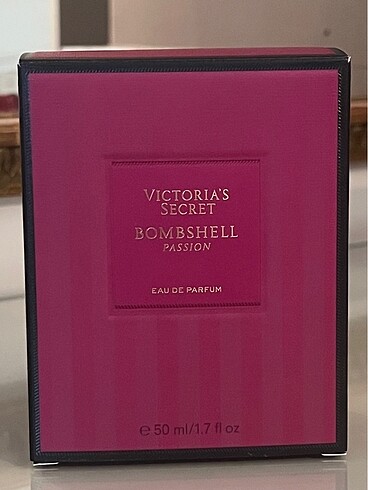 VICTORIA'S
SECRET
BOMBSHELL
PASSION
EAU DE PARFUM
℮ 50 ml/1.7 fl oz